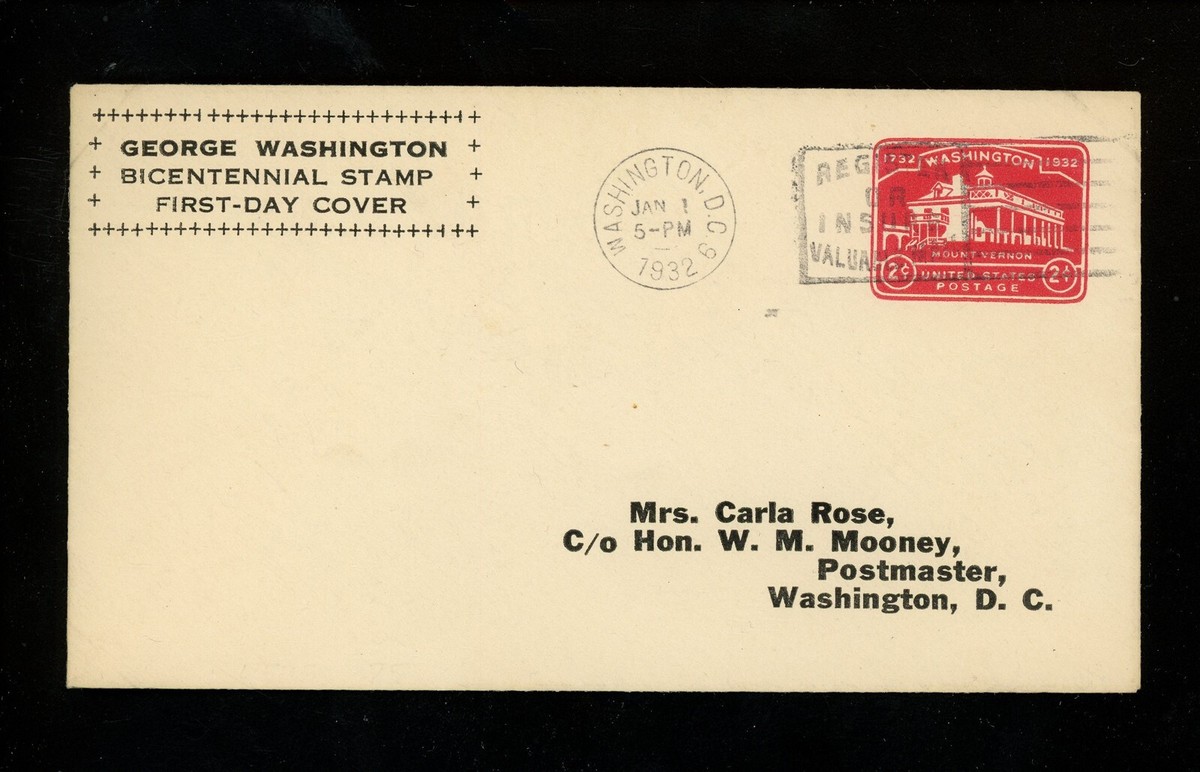 GEORGE WASHINGTON
BICENTENNIAL STAMP
FIRST-DAY COVER
WASHINGTON, D.C. 6
JAN 1
5-PM
1932
OR
1732 WASHINGTON 1932
MOUNT VERNON
2¢ UNITED STATES 2¢
POSTAGE
Mrs. Carla Rose,
C/o Hon. W. M. Mooney,
Postmaster,
Washington, D. C.